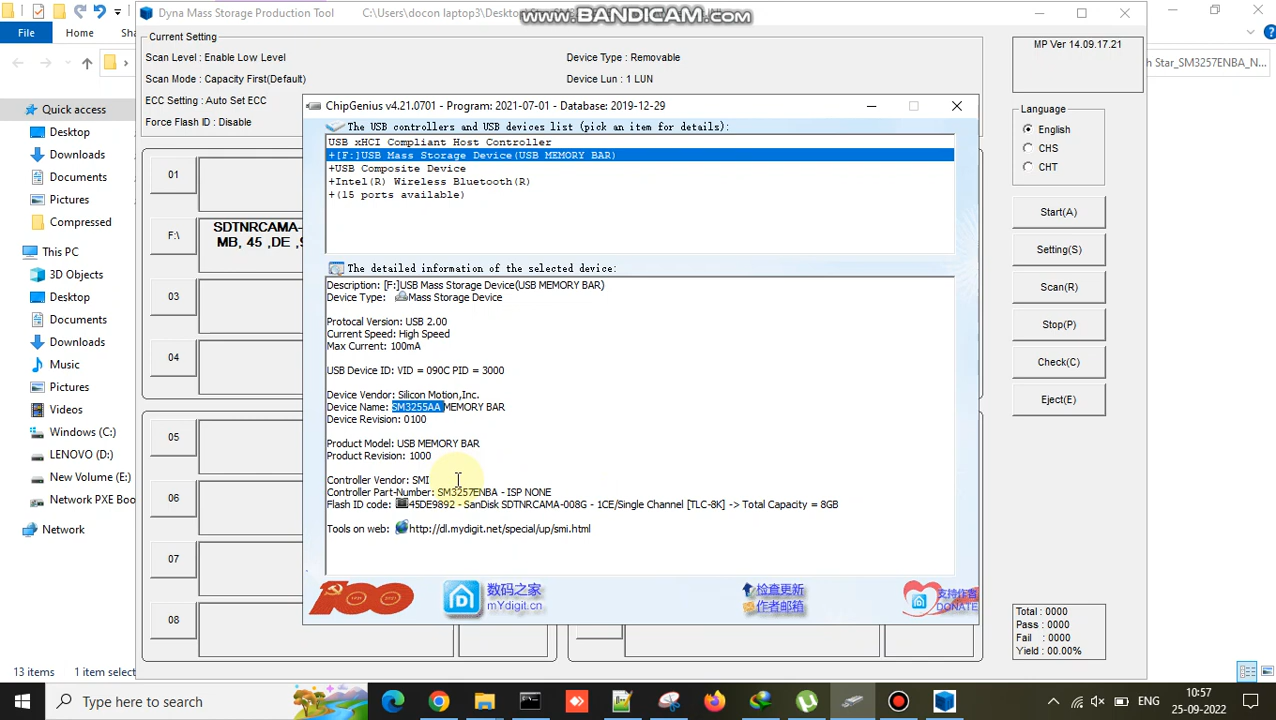 www.BANDICAM.com
Dyna Mass Storage Production Tool
C:\Users\docon laptop3\Desktop\
File
Home
Current Setting
Scan Level : Enable Low Level
Scan Mode : Capacity First(Default)
ECC Setting : Auto Set ECC
Force Flash ID : Disable
Device Type : Removable
Device Lun : 1 LUN
MP Ver 14.09.17.21
Language
English
CHS
CHT
Star_SM3257ENBA_N...
Quick access
Desktop
Downloads
Documents
Pictures
Compressed
This PC
3D Objects
Desktop
Documents
Downloads
Music
Pictures
Videos
Windows (C:)
LENOVO (D:)
New Volume (E:)
Network PXE Boo
13 items
1 item select
01
F:\
SDTNRCAMA-
MB, 45 ,DE ,9
03
04
05
06
07
08
Start(A)
Setting(S)
Scan(R)
Stop(P)
Check(C)
Eject(E)
Total : 0000
Pass : 0000
Fail : 0000
Yield : 00.00%
ChipGenius v4.21.0701 - Program: 2021-07-01 - Database: 2019-12-29
The USB controllers and USB devices list (pick an item for details):
USB xHCI Compliant Host Controller
+[F:]USB Mass Storage Device(USB MEMORY BAR)
+USB Composite Device
+Intel(R) Wireless Bluetooth(R)
+(15 ports available)
The detailed information of the selected device:
Description: [F:]USB Mass Storage Device(USB MEMORY BAR)
Device Type: Mass Storage Device
Protocal Version: USB 2.00
Current Speed: High Speed
Max Current: 100mA
USB Device ID: VID = 090C PID = 3000
Device Vendor: Silicon Motion,Inc.
Device Name: SM3255AA MEMORY BAR
Device Revision: 0100
Product Model: USB MEMORY BAR
Product Revision: 1000
Controller Vendor: SMI
Controller Part-Number: SM3257ENBA - ISP NONE
Flash ID code: 45DE9892 - SanDisk SDTNRCAMA-008G - 1CE/Single Channel [TLC-8K] -> Total Capacity = 8GB
Tools on web: http://dl.mydigit.net/special/up/smi.html
数码之家
mYdigit.cn
检查更新
作者邮箱
支持作者
DONATE
Type here to search
ENG
10:57
25-09-2022